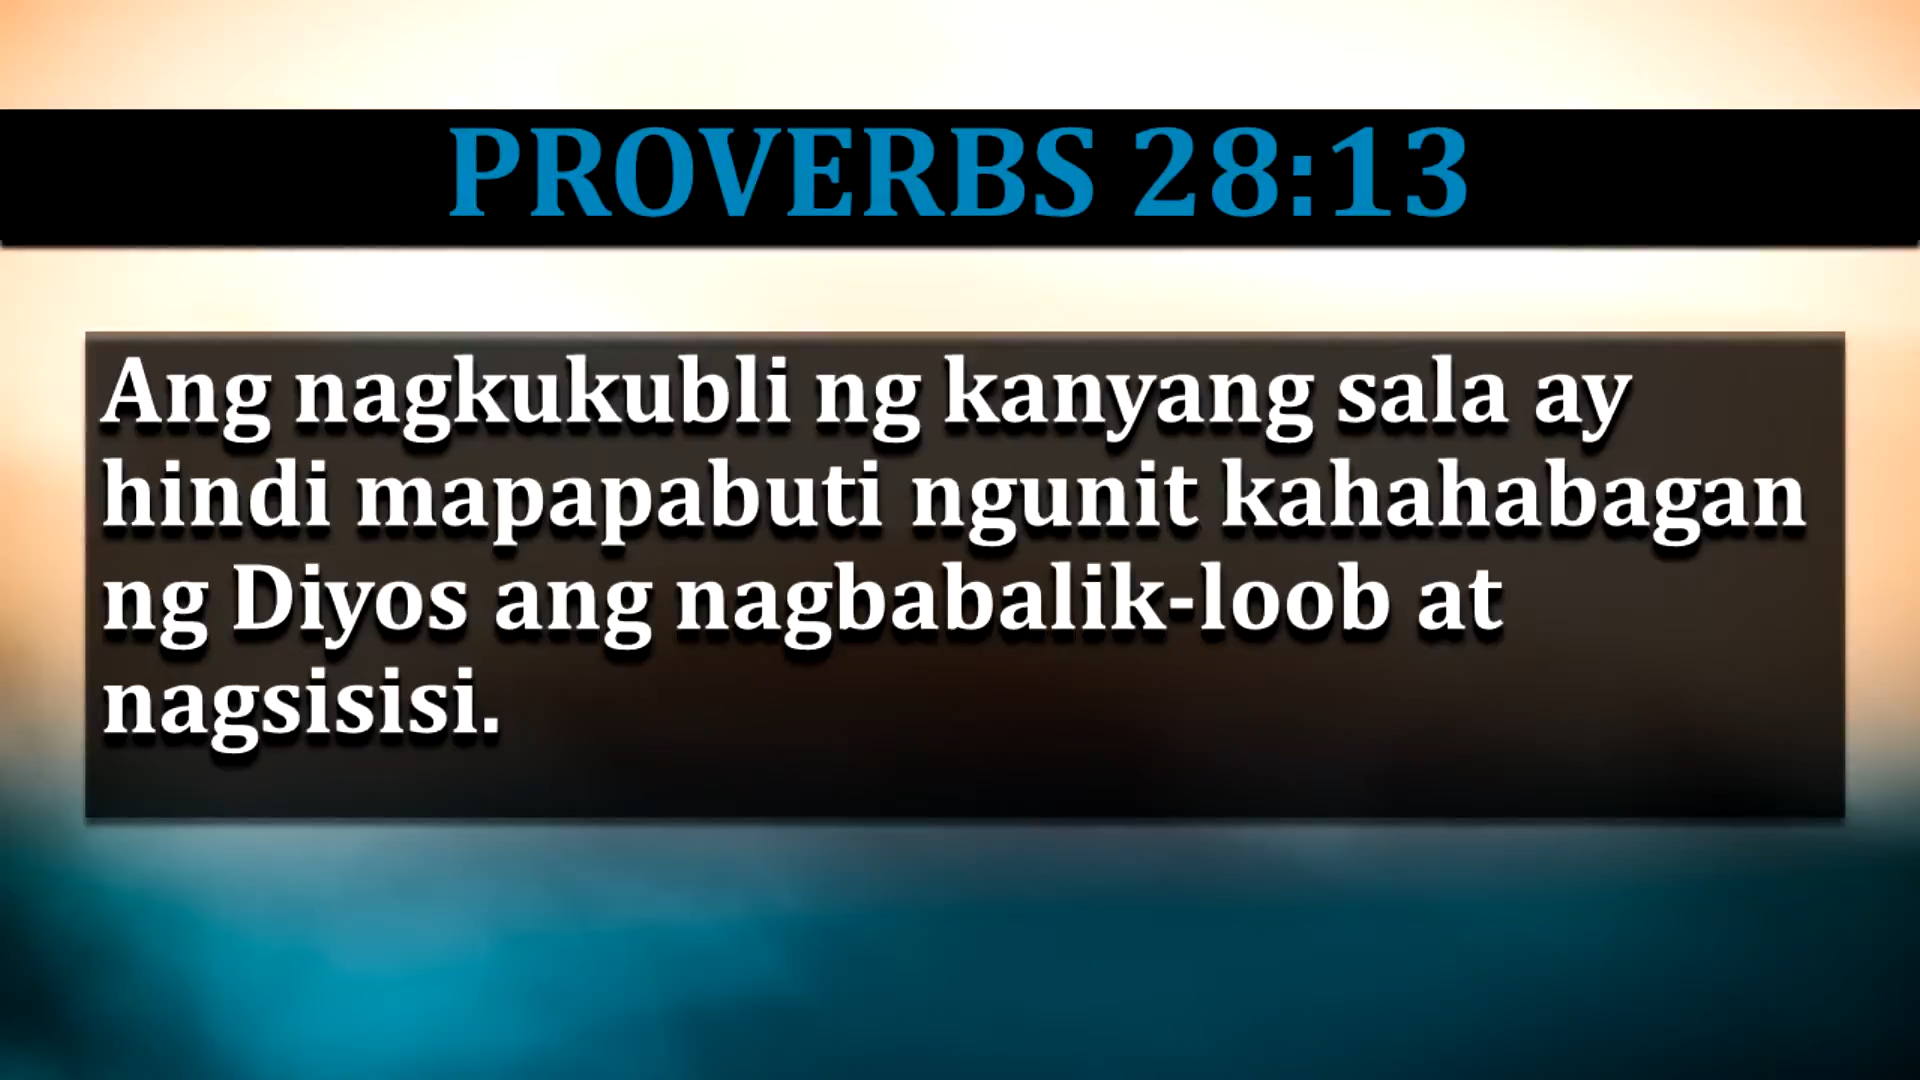 PROVERBS 28:13
Ang nagkukubli ng kanyang sala ay
hindi mapapabuti ngunit kahahabagan
ng Diyos ang nagbabalik-loob at
nagsisisi.